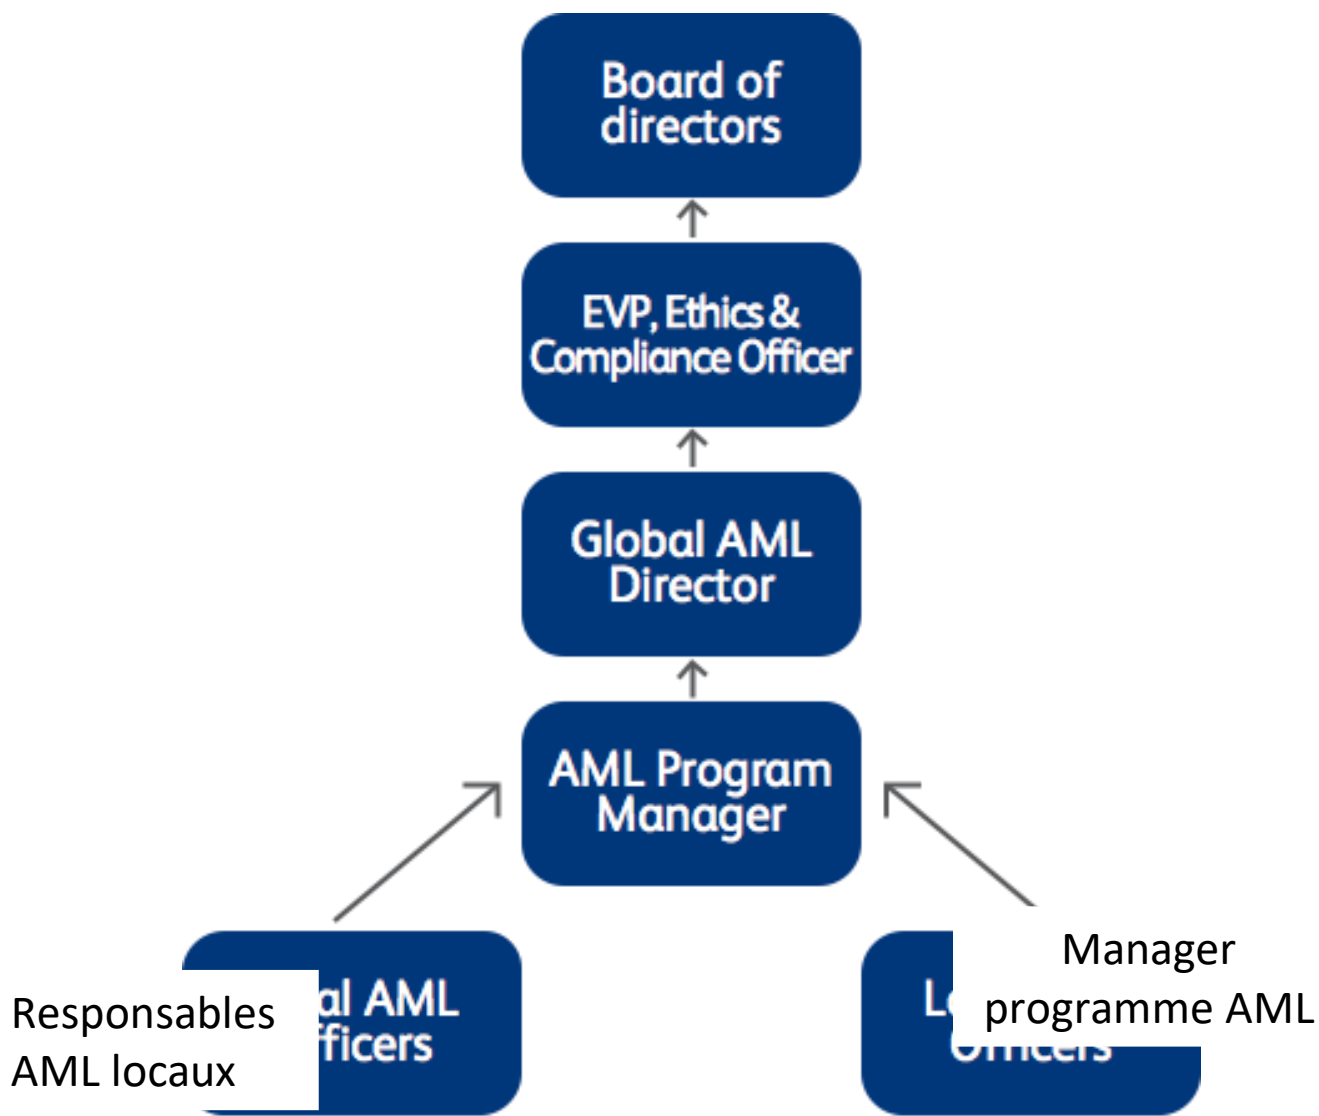 Board of
directors
EVP, Ethics &
Compliance Officer
Global AML
Director
AML Program
Manager
Responsables
AML locaux
al AML
fficers
Manager
programme AML
Officers